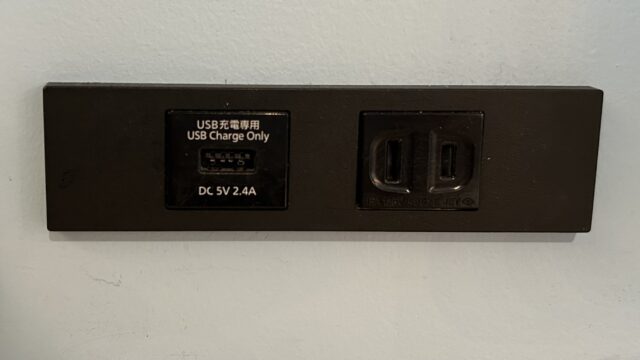 USB充電専用
USB Charge Only
DC 5V 2.4A